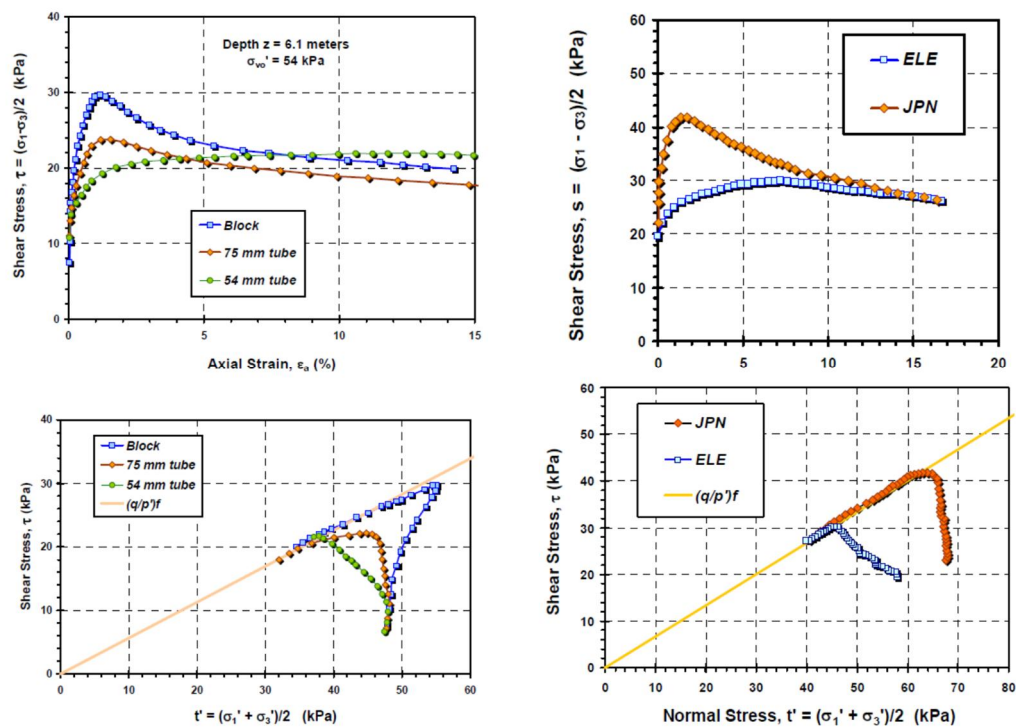 Shear Stress, τ = (σ₁-σ₃)/2 (kPa)
40
30
20
10
0
Depth z = 6.1 meters
σvo' = 54 kPa
Block
75 mm tube
54 mm tube
0 5 10 15
Axial Strain, εa (%)
Shear Stress, s = (σ₁ - σ₃)/2 (kPa)
60
50
40
30
20
10
0
ELE
JPN
0 5 10 15 20
Shear Stress, τ (kPa)
40
30
20
10
0
Block
75 mm tube
54 mm tube
(q/p')f
0 10 20 30 40 50 60
t' = (σ₁' + σ₃')/2 (kPa)
Shear Stress, τ (kPa)
60
50
40
30
20
10
0
JPN
ELE
(q/p')f
0 10 20 30 40 50 60 70 80
Normal Stress, t' = (σ₁' + σ₃')/2 (kPa)